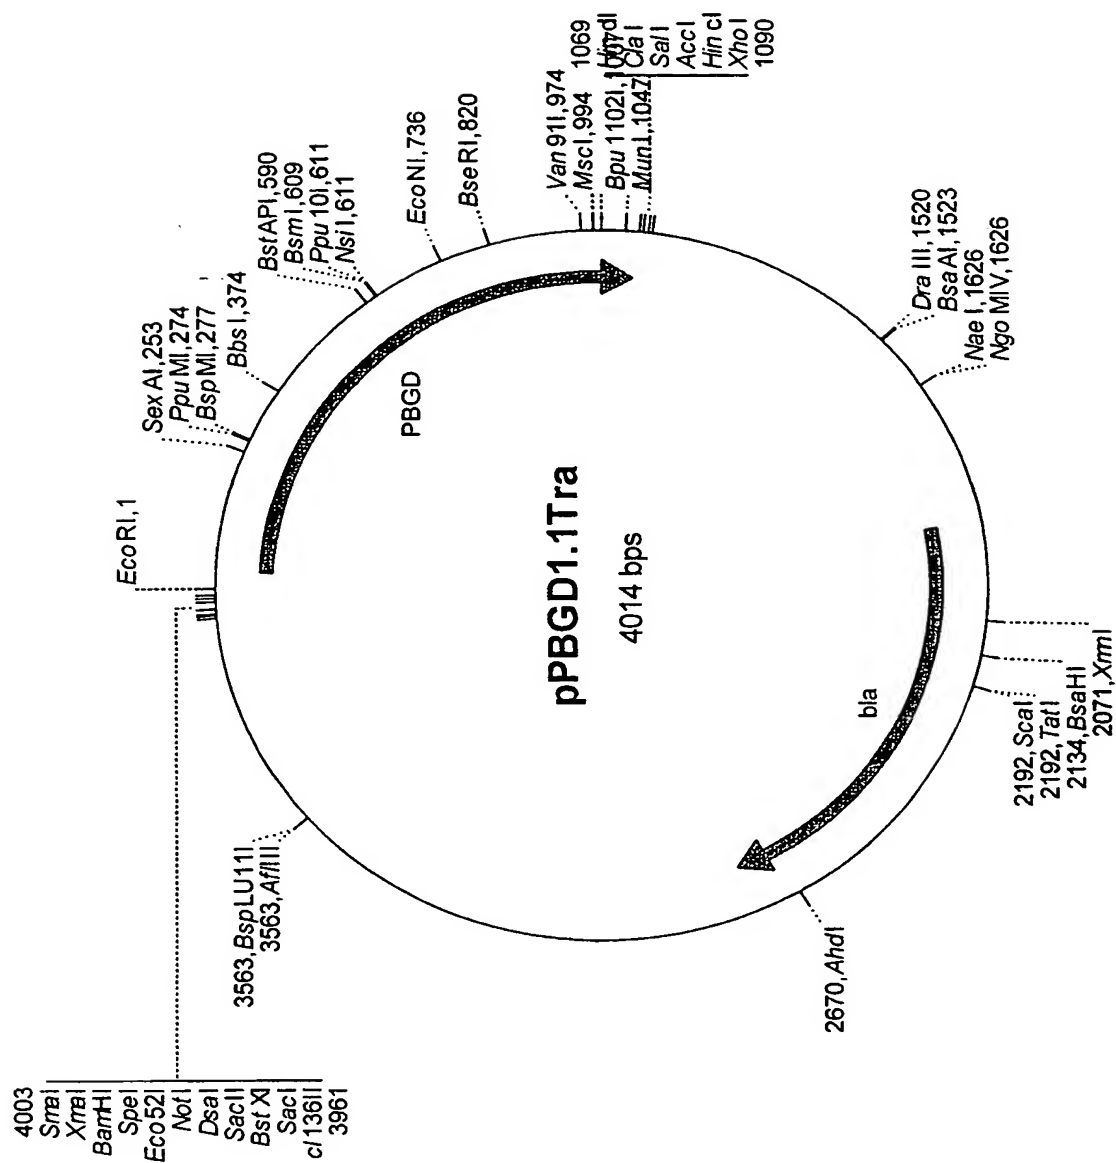 4003
SmaI
XmaI
BamHI
SpeI
Eco52I
NotI
DsaI
SacII
BstXI
SacI
cI136II
3961
EcoRI,1
SexAI,253
PpuMI,274
BspMI,277
BbsI,374
BstAPI,590
BsmI,609
Ppu10I,611
NsiI,611
EcoNI,736
BseRI,820
Van91I,974
MscI,994
Bpu1102I,
MunI,1047
1069
ClaI
SalI
AccI
HincI
XhoI
1090
DraIII,1520
BsaAI,1523
NaeI,1626
NgoMIV,1626
2071,XmnI
2134,BsaHI
2192,TatI
2192,ScaI
2670,AhdI
3563,AflIII
3563,BspLU11I
PBGD
bla
pPBGD1.1Tra
4014 bps